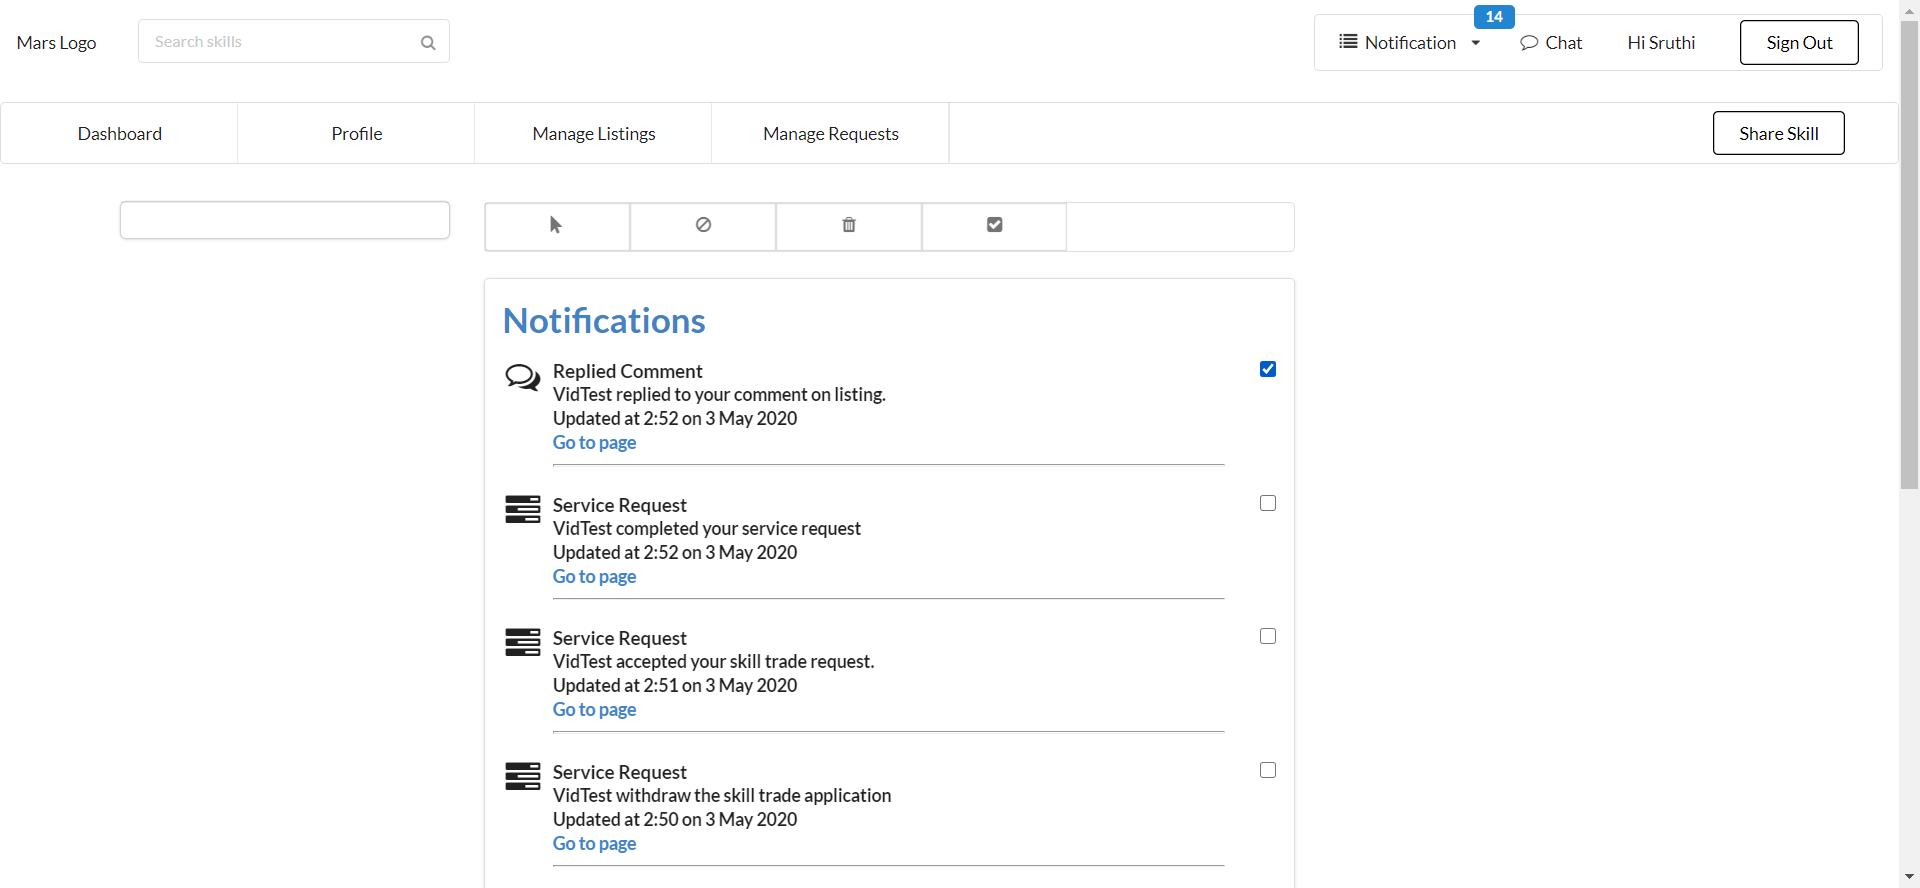 Mars Logo
Search skills
14
Notification
Chat
Hi Sruthi
Sign Out
Dashboard
Profile
Manage Listings
Manage Requests
Share Skill
Notifications
Replied Comment
VidTest replied to your comment on listing.
Updated at 2:52 on 3 May 2020
Go to page
Service Request
VidTest completed your service request
Updated at 2:52 on 3 May 2020
Go to page
Service Request
VidTest accepted your skill trade request.
Updated at 2:51 on 3 May 2020
Go to page
Service Request
VidTest withdraw the skill trade application
Updated at 2:50 on 3 May 2020
Go to page